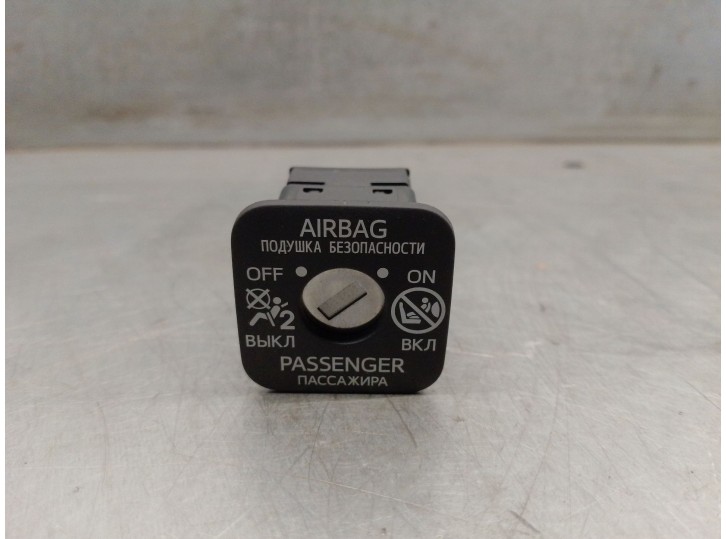 AIRBAG
ПОДУШКА БЕЗОПАСНОСТИ
OFF ON
2
ВЫКЛ ВКЛ
PASSENGER
ПАССАЖИРА